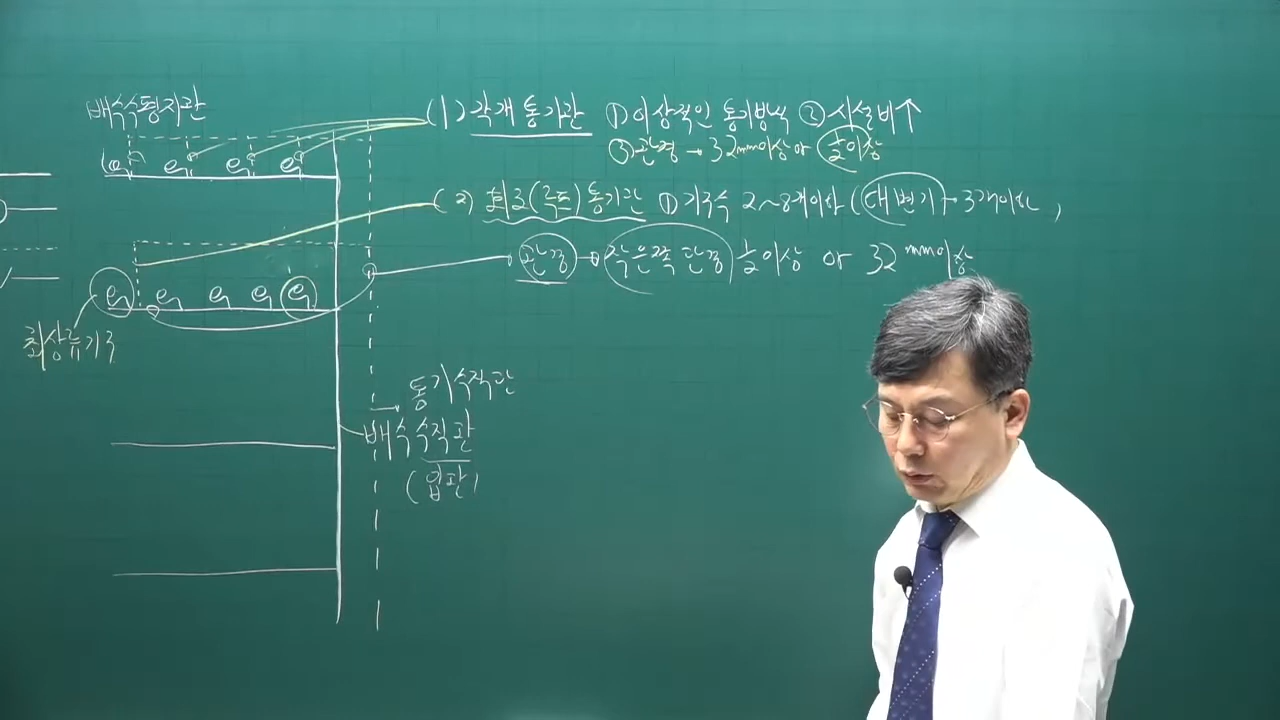 배수수평지관
(1) 각개 통기관 ① 이상적인 통기방식 ② 시설비↑
③ 관경 → 32mm이상 or 1/2이상
(2) 회로(루프) 통기관 ① 기구수 2~8개이하 (대변기 → 3개이하,
관경 → 작은쪽 관경 1/2이상 or 32mm이상
최상류기구
통기수직관
배수수직관
(입관)